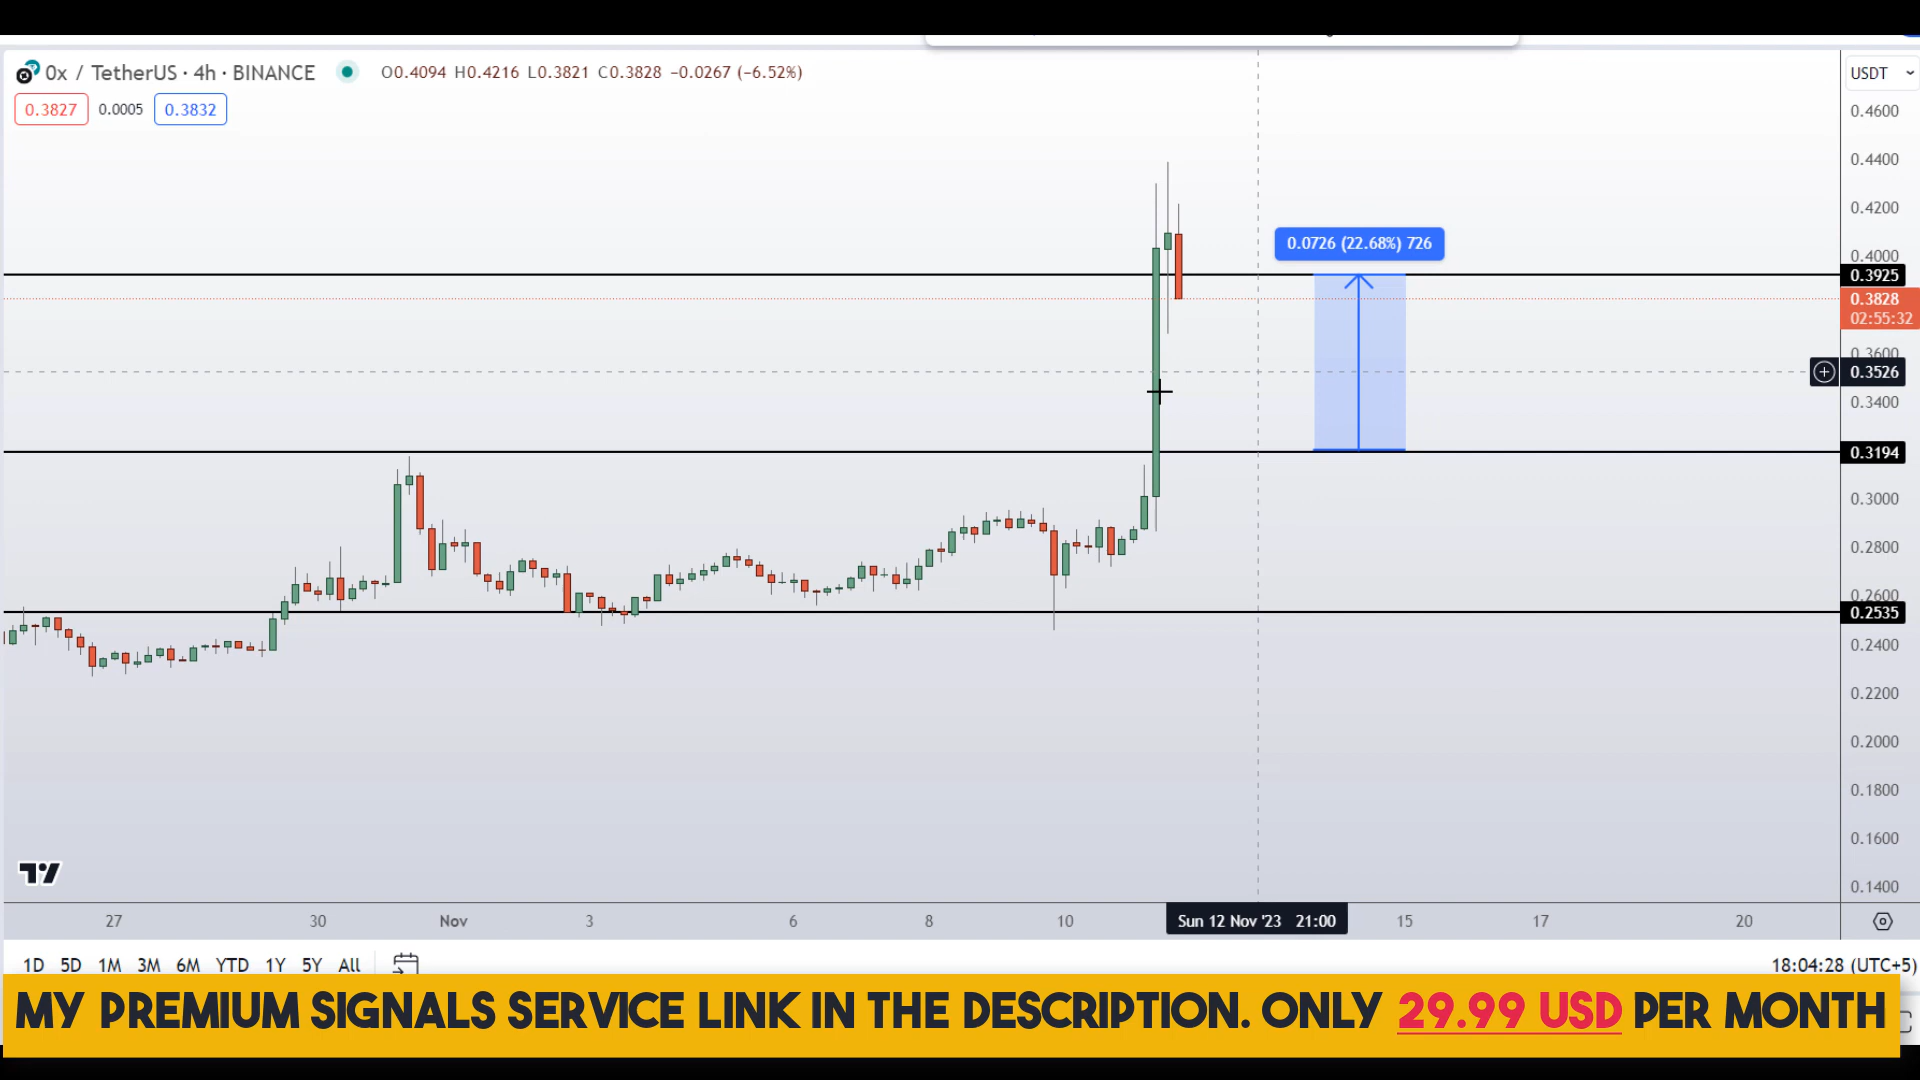 0x / TetherUS · 4h · BINANCE O0.4094 H0.4216 L0.3821 C0.3828 −0.0267 (−6.52%)
USDT
0.3827 0.0005 0.3832
0.4600
0.4400
0.4200
0.0726 (22.68%) 726
0.4000
0.3925
0.3828
02:55:32
0.3600
0.3526
0.3400
0.3194
0.3000
0.2800
0.2600
0.2535
0.2400
0.2200
0.2000
0.1800
0.1600
0.1400
27 30 Nov 3 6 8 10 Sun 12 Nov '23 21:00 15 17 20
1D 5D 1M 3M 6M YTD 1Y 5Y All
18:04:28 (UTC+5)
MY PREMIUM SIGNALS SERVICE LINK IN THE DESCRIPTION. ONLY 29.99 USD PER MONTH